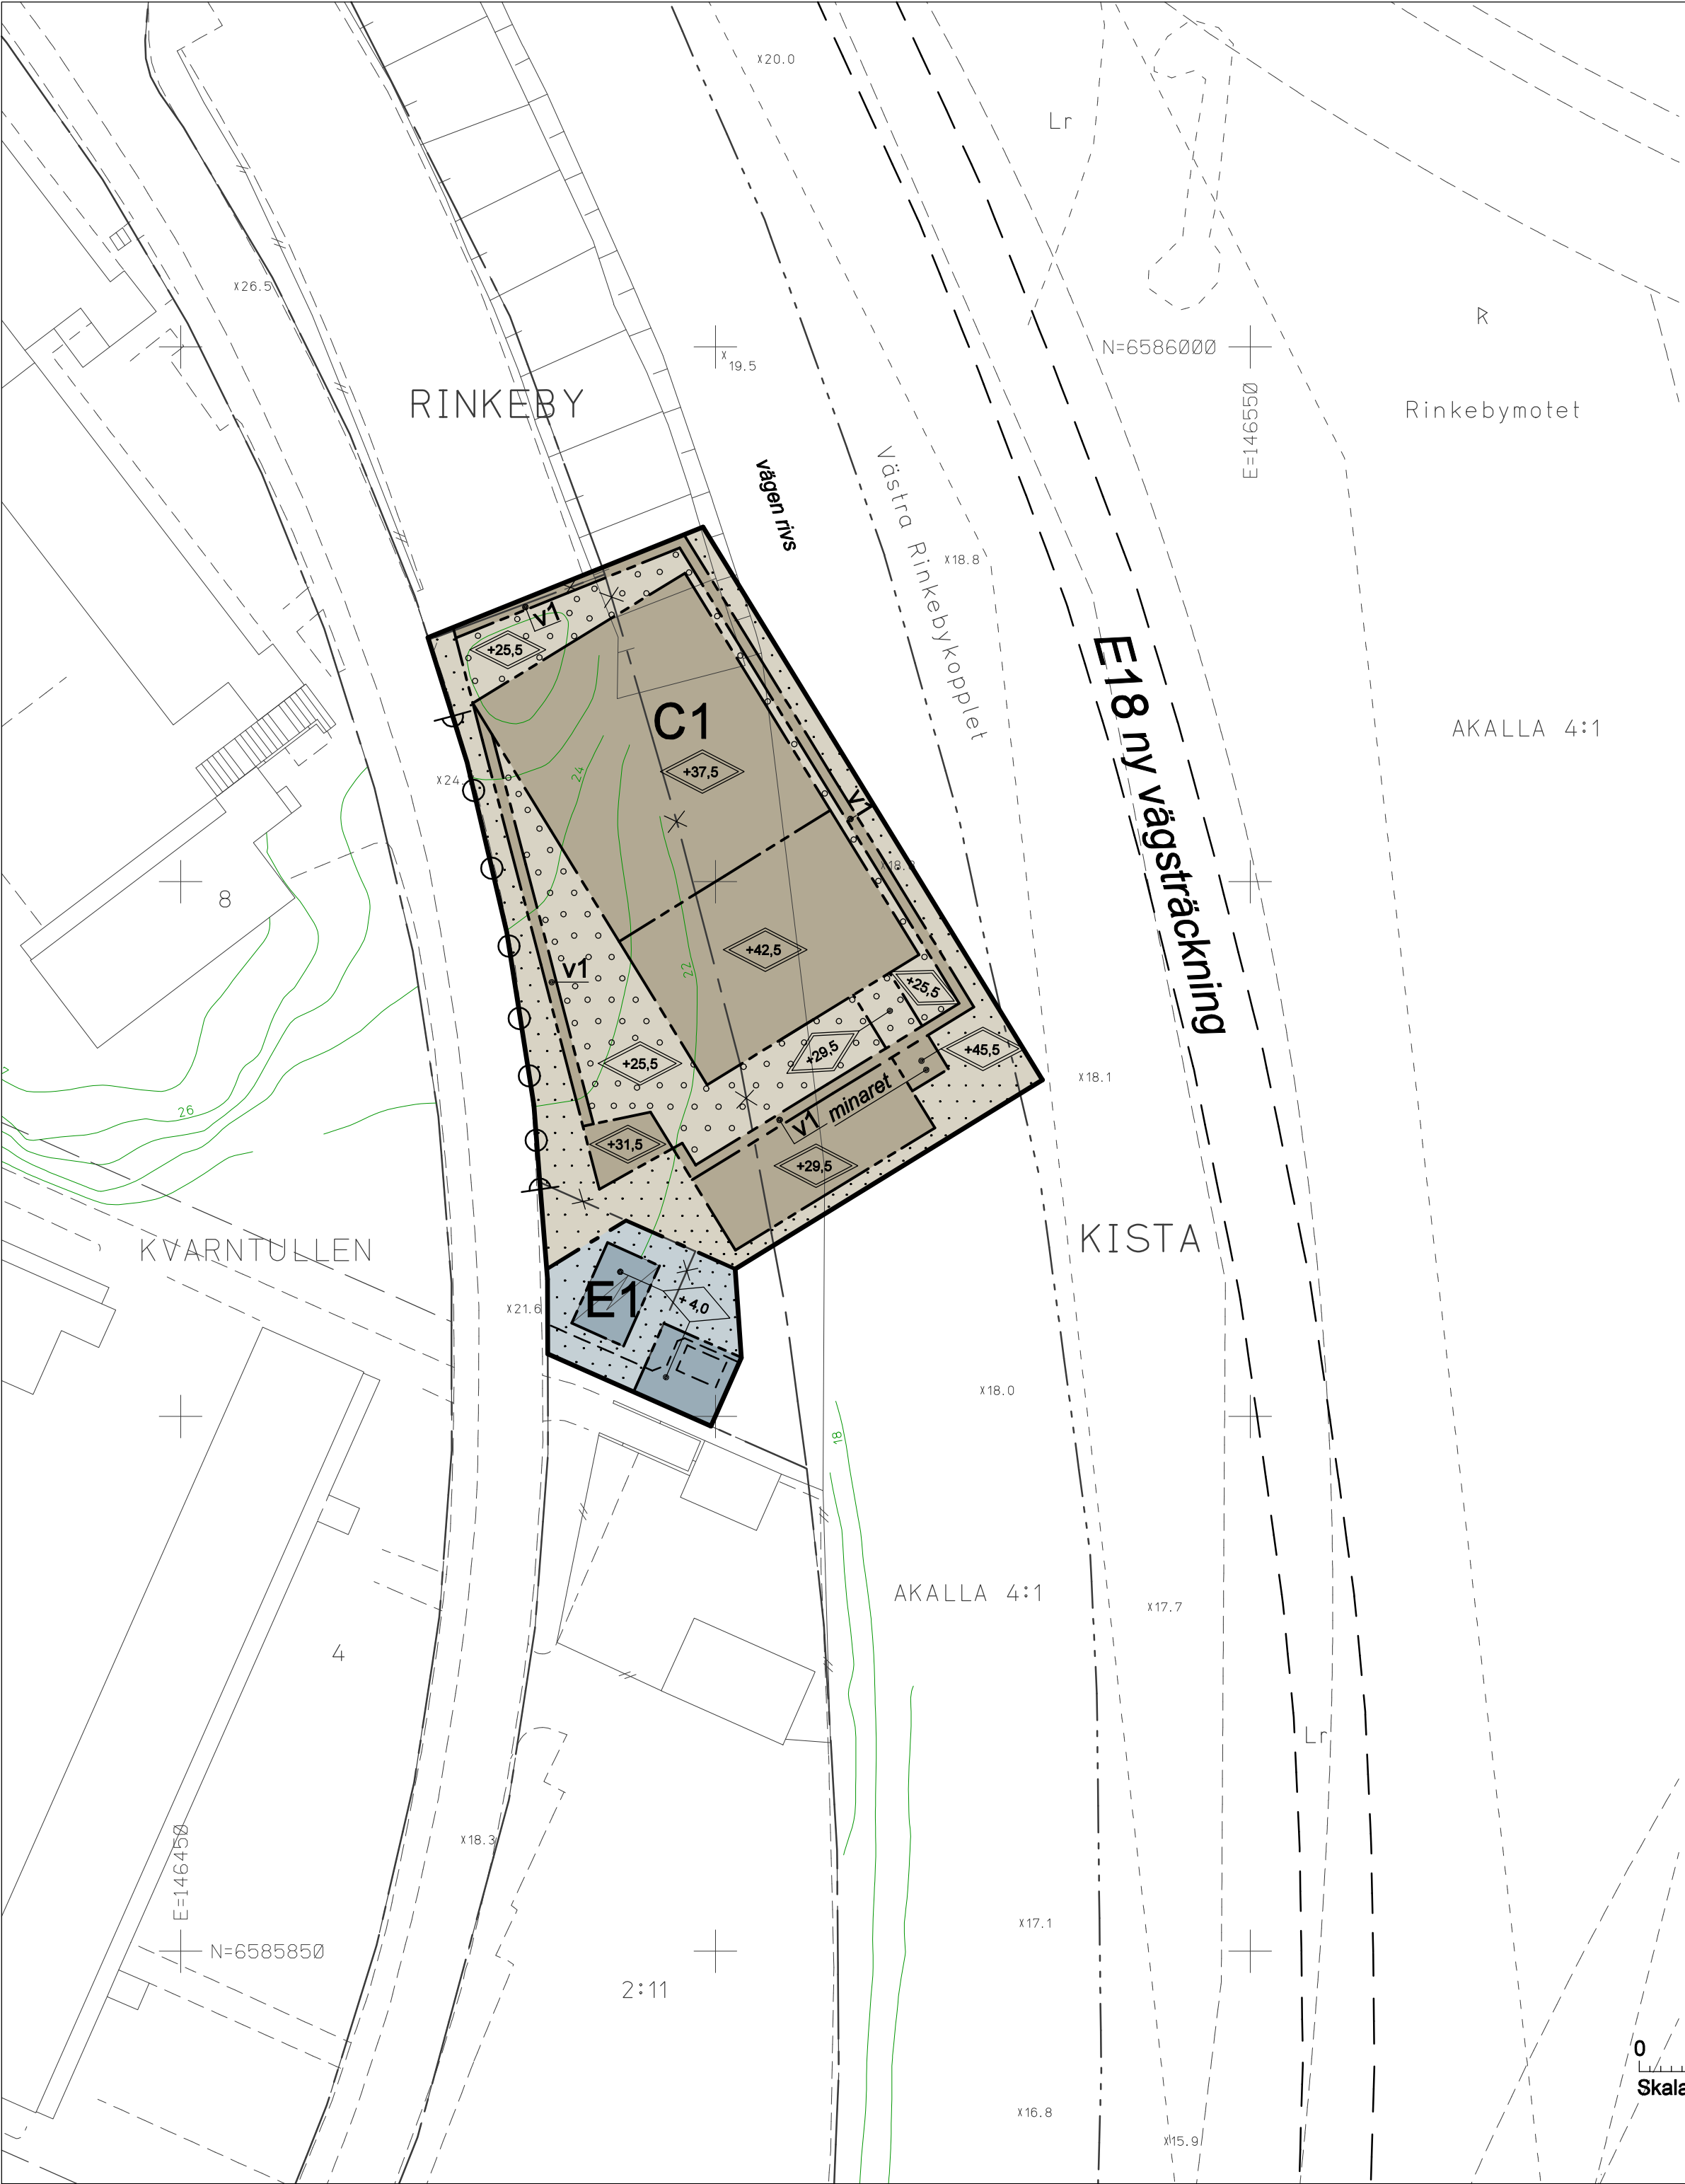 x20.0
Lr
x26.5
N=6586000
R
x19.5
RINKEBY
E=146550
Rinkebymotet
vägen rivs
Västra Rinkebykopplet
x18.8
v1
+25,5
E18 ny vägsträckning
C1
AKALLA 4:1
+37,5
x24
24
v1
8
+42,5
v1
22
+25,5
+29,5
+45,5
+25,5
x18.1
minaret
26
v1
+31,5
+29,5
KVARNTULLEN
KISTA
E1
+4,0
x21.6
x18.0
18
AKALLA 4:1
x17.7
4
Lr
x18.3
E=146450
x17.1
N=6585850
2:11
0
Skala
x16.8
x15.9